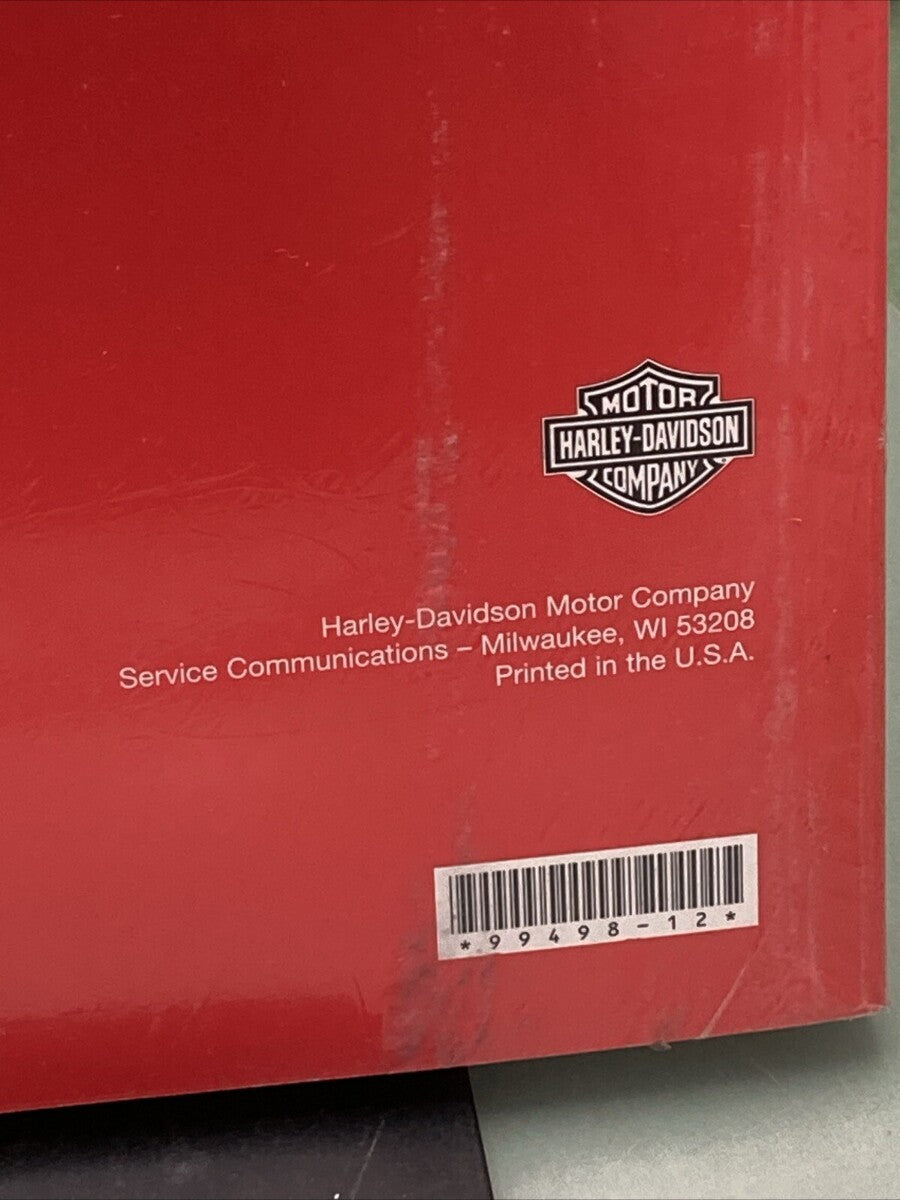 MOTOR
HARLEY-DAVIDSON
COMPANY
Harley-Davidson Motor Company
Service Communications – Milwaukee, WI 53208
Printed in the U.S.A.
*99498-12*